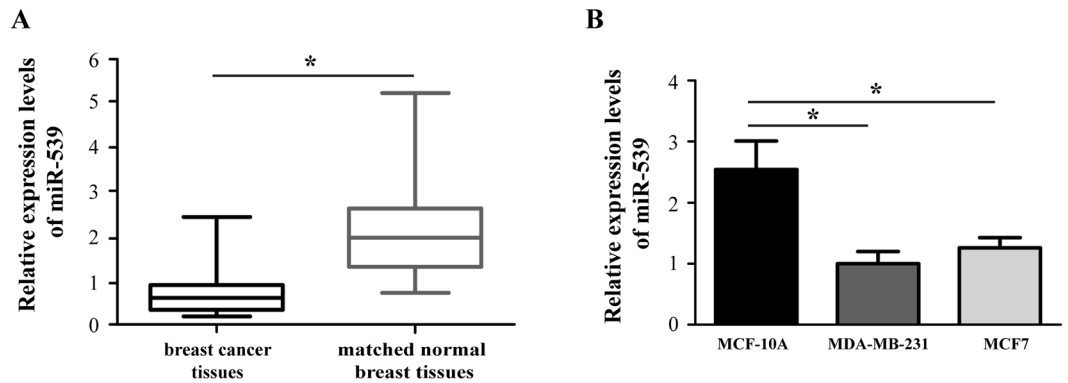 A
Relative expression levels
of miR-539
6
5
4
3
2
1
0
*
breast cancer
tissues
matched normal
breast tissues
B
Relative expression levels
of miR-539
4
3
2
1
0
*
*
MCF-10A
MDA-MB-231
MCF7